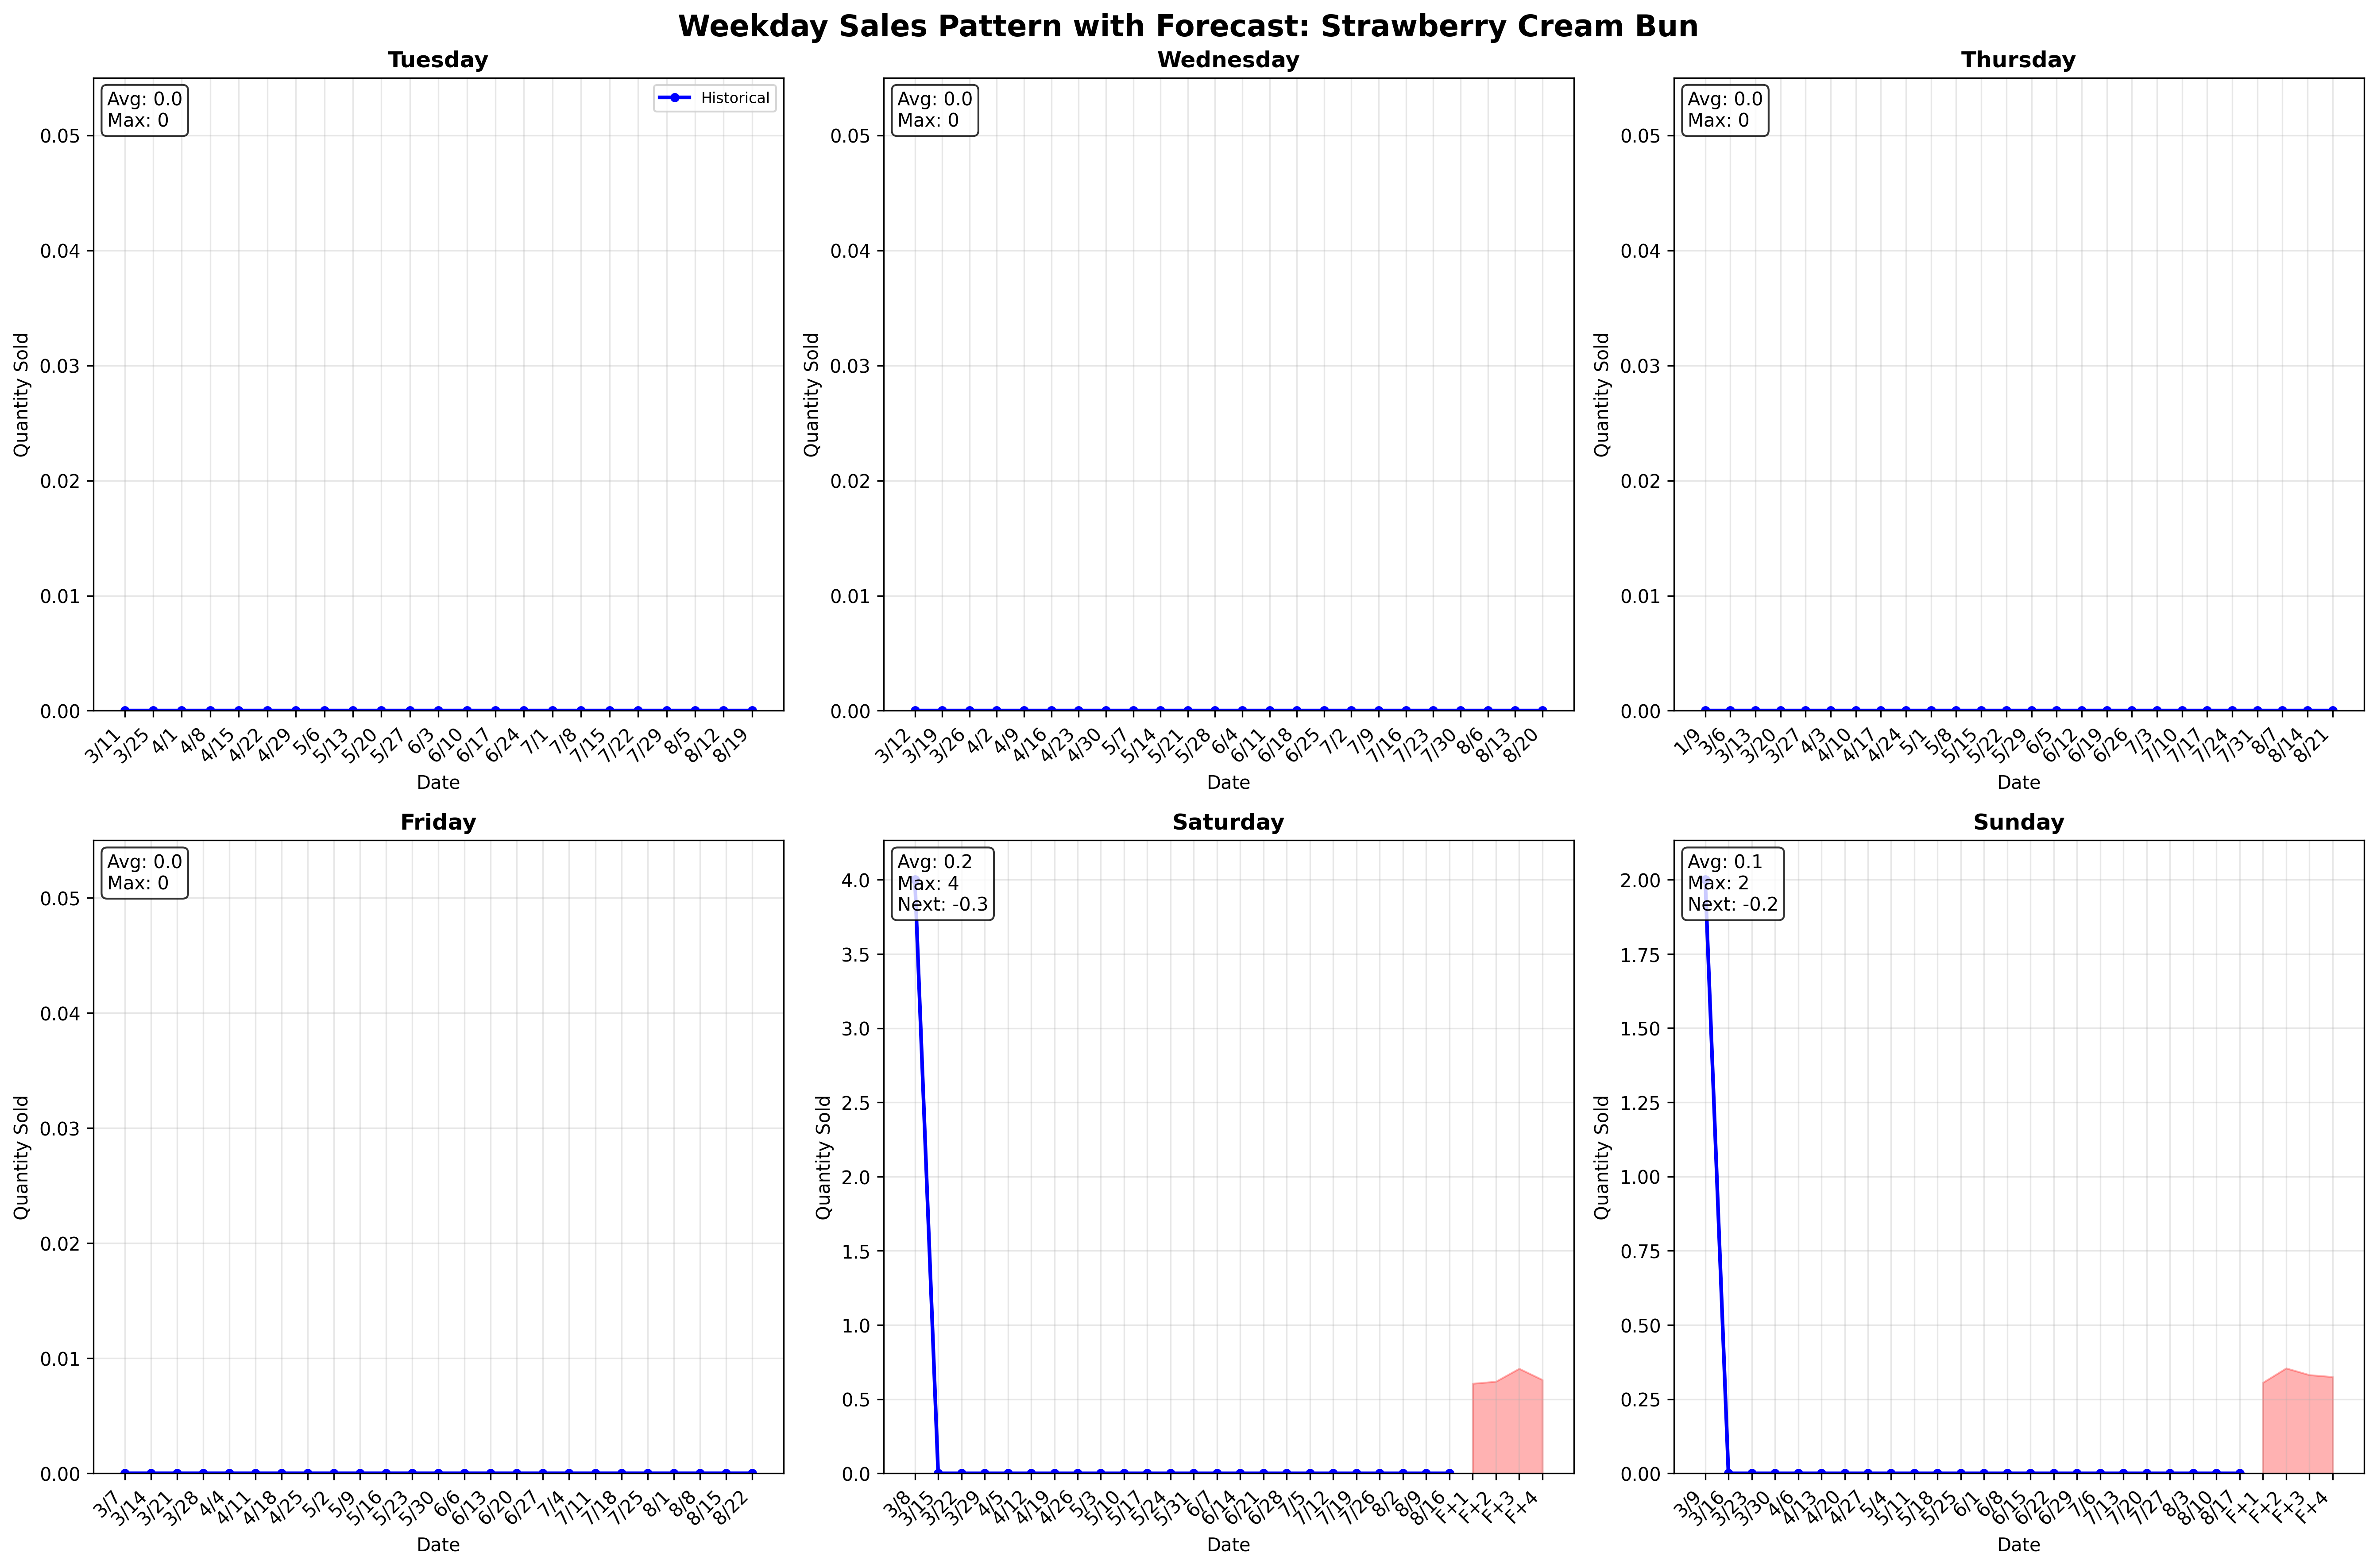 Weekday Sales Pattern with Forecast: Strawberry Cream Bun
Tuesday
Avg: 0.0
Max: 0
Historical
0.05
0.04
0.03
0.02
0.01
0.00
Quantity Sold
3/11 3/25 4/1 4/8 4/15 4/22 4/29 5/6 5/13 5/20 5/27 6/3 6/10 6/17 6/24 7/1 7/8 7/15 7/22 7/29 8/5 8/12 8/19
Date
Wednesday
Avg: 0.0
Max: 0
0.05
0.04
0.03
0.02
0.01
0.00
Quantity Sold
3/12 3/19 3/26 4/2 4/9 4/16 4/23 4/30 5/7 5/14 5/21 5/28 6/4 6/11 6/18 6/25 7/2 7/9 7/16 7/23 7/30 8/6 8/13 8/20
Date
Thursday
Avg: 0.0
Max: 0
0.05
0.04
0.03
0.02
0.01
0.00
Quantity Sold
1/9 3/6 3/13 3/20 3/27 4/3 4/10 4/17 4/24 5/1 5/8 5/15 5/22 5/29 6/5 6/12 6/19 6/26 7/3 7/10 7/17 7/24 7/31 8/7 8/14 8/21
Date
Friday
Avg: 0.0
Max: 0
0.05
0.04
0.03
0.02
0.01
0.00
Quantity Sold
3/7 3/14 3/21 3/28 4/4 4/11 4/18 4/25 5/2 5/9 5/16 5/23 5/30 6/6 6/13 6/20 6/27 7/4 7/11 7/18 7/25 8/1 8/8 8/15 8/22
Date
Saturday
Avg: 0.2
Max: 4
Next: -0.3
4.0
3.5
3.0
2.5
2.0
1.5
1.0
0.5
0.0
Quantity Sold
3/8 3/15 3/22 3/29 4/5 4/12 4/19 4/26 5/3 5/10 5/17 5/24 5/31 6/7 6/14 6/21 6/28 7/5 7/12 7/19 7/26 8/2 8/9 8/16 F+1 F+2 F+3 F+4
Date
Sunday
Avg: 0.1
Max: 2
Next: -0.2
2.00
1.75
1.50
1.25
1.00
0.75
0.50
0.25
0.00
Quantity Sold
3/9 3/16 3/23 3/30 4/6 4/13 4/20 4/27 5/4 5/11 5/18 5/25 6/1 6/8 6/15 6/22 6/29 7/6 7/13 7/20 7/27 8/3 8/10 8/17 F+1 F+2 F+3 F+4
Date